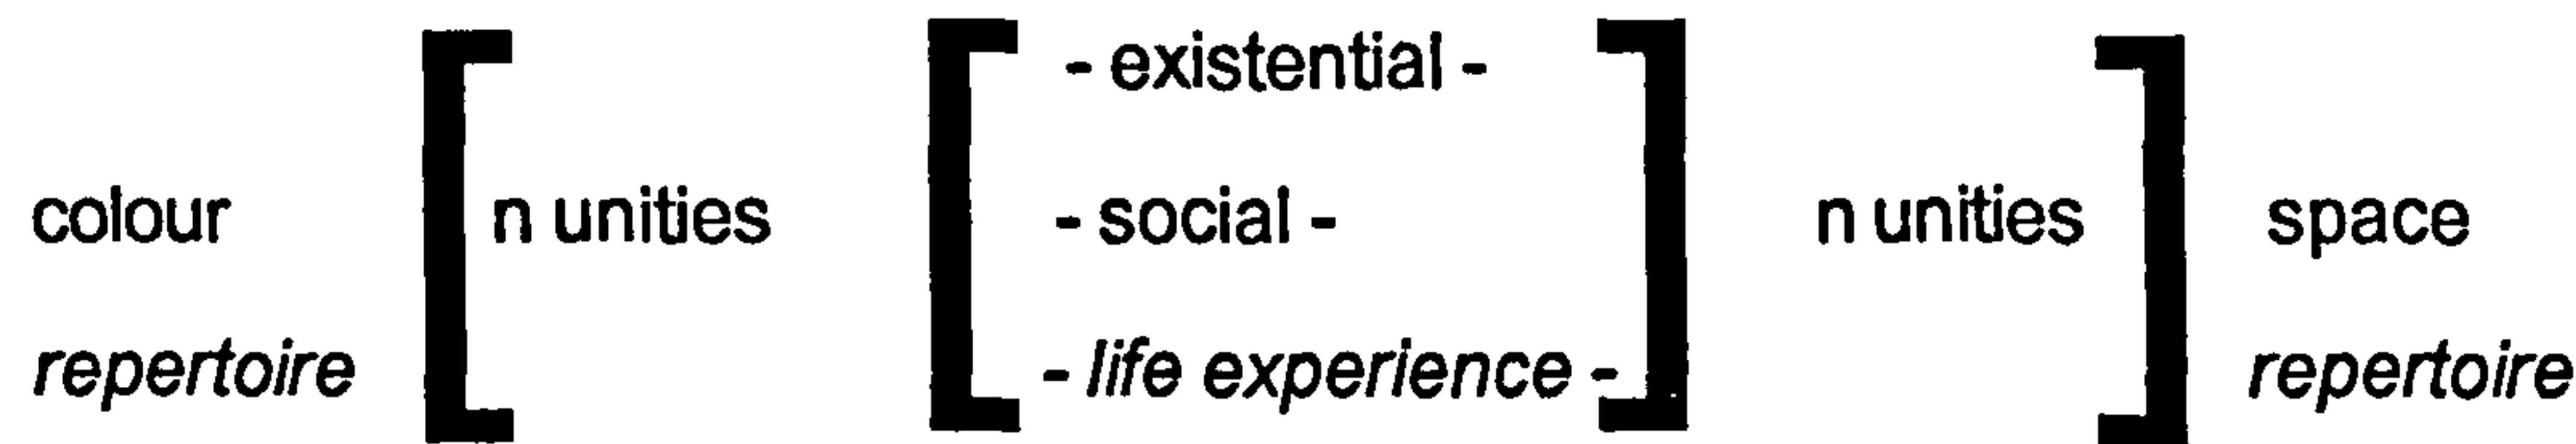 - existential -
colour n unities - social - n unities space
repertoire - life experience - repertoire